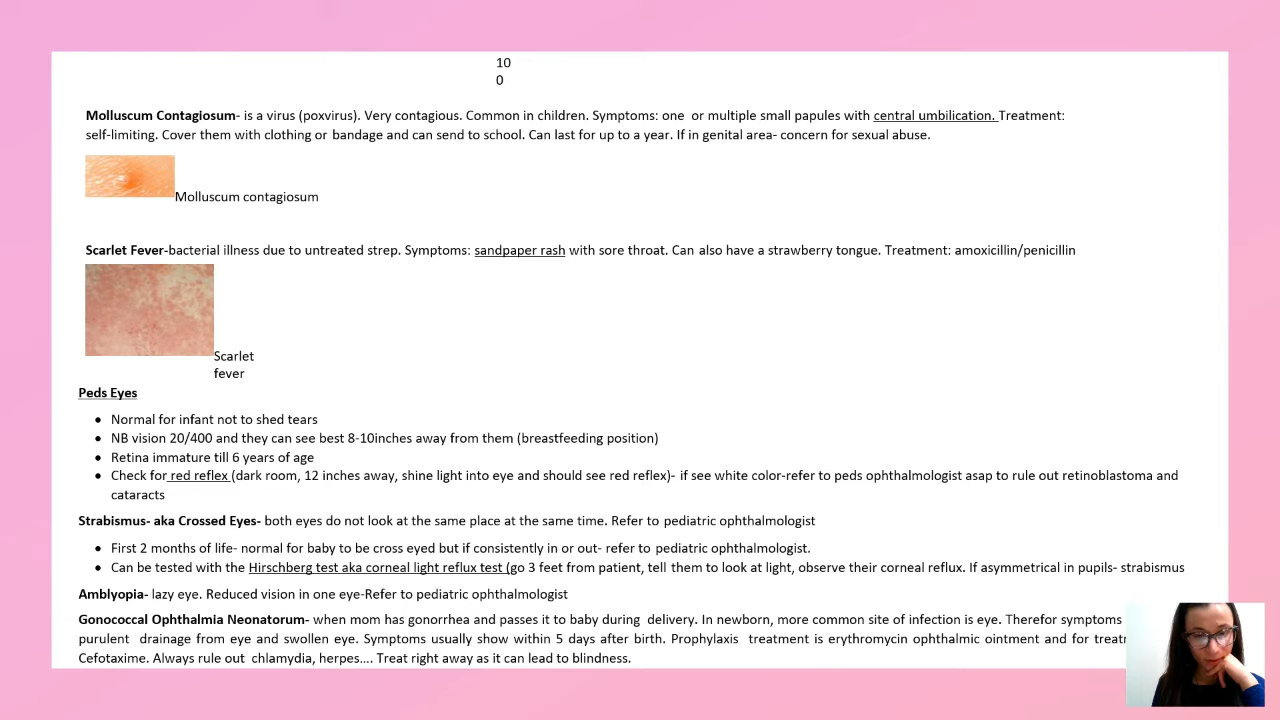 10
0
Molluscum Contagiosum- is a virus (poxvirus). Very contagious. Common in children. Symptoms: one or multiple small papules with central umbilication. Treatment:
self-limiting. Cover them with clothing or bandage and can send to school. Can last for up to a year. If in genital area- concern for sexual abuse.
Molluscum contagiosum
Scarlet Fever-bacterial illness due to untreated strep. Symptoms: sandpaper rash with sore throat. Can also have a strawberry tongue. Treatment: amoxicillin/penicillin
Scarlet
fever
Peds Eyes
• Normal for infant not to shed tears
• NB vision 20/400 and they can see best 8-10inches away from them (breastfeeding position)
• Retina immature till 6 years of age
• Check for red reflex (dark room, 12 inches away, shine light into eye and should see red reflex)- if see white color-refer to peds ophthalmologist asap to rule out retinoblastoma and
cataracts
Strabismus- aka Crossed Eyes- both eyes do not look at the same place at the same time. Refer to pediatric ophthalmologist
• First 2 months of life- normal for baby to be cross eyed but if consistently in or out- refer to pediatric ophthalmologist.
• Can be tested with the Hirschberg test aka corneal light reflux test (go 3 feet from patient, tell them to look at light, observe their corneal reflux. If asymmetrical in pupils- strabismus
Amblyopia- lazy eye. Reduced vision in one eye-Refer to pediatric ophthalmologist
Gonococcal Ophthalmia Neonatorum- when mom has gonorrhea and passes it to baby during delivery. In newborn, more common site of infection is eye. Therefor symptoms
purulent drainage from eye and swollen eye. Symptoms usually show within 5 days after birth. Prophylaxis treatment is erythromycin ophthalmic ointment and for
Cefotaxime. Always rule out chlamydia, herpes.... Treat right away as it can lead to blindness.